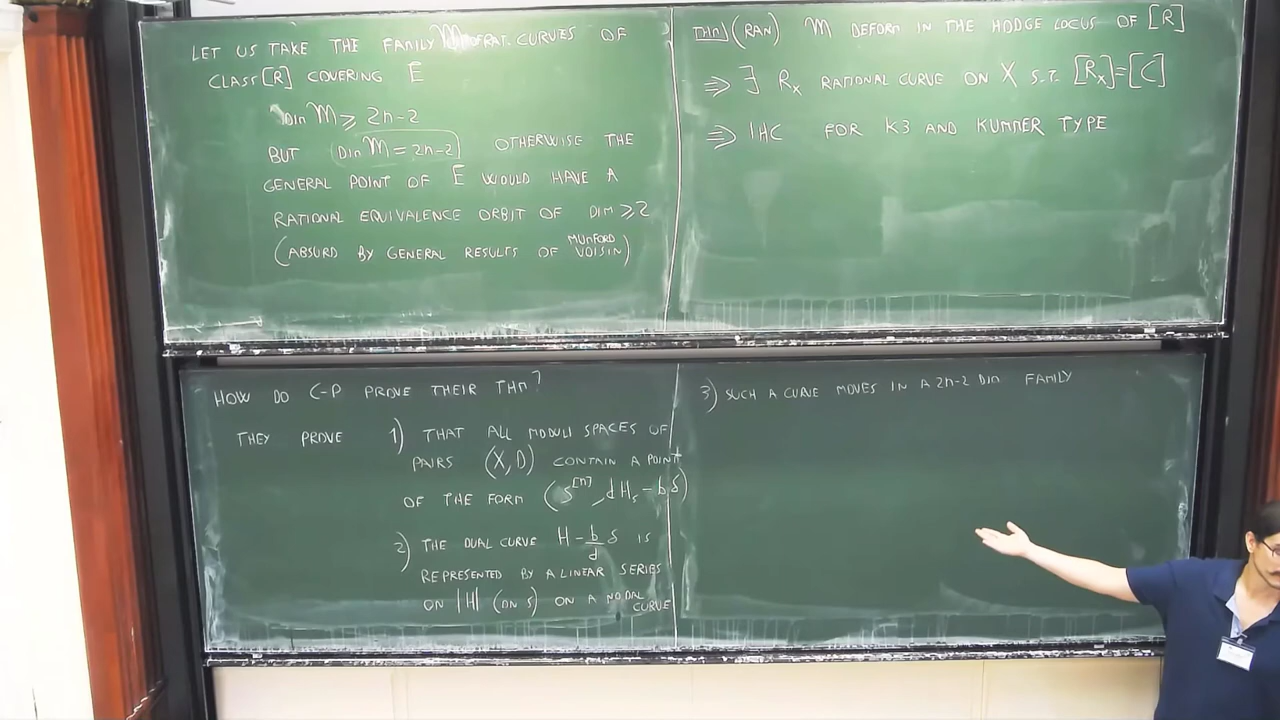 LET US TAKE THE FAMILY M OF RAT. CURVES OF
CLASS [R] COVERING E
DIM M ≥ 2n-2
BUT DIM M = 2n-2 OTHERWISE THE
GENERAL POINT OF E WOULD HAVE A
RATIONAL EQUIVALENCE ORBIT OF DIM ≥ 2
(ABSURD BY GENERAL RESULTS OF MUMFORD VOISIN)
THM (RAN) M DEFORM IN THE HODGE LOCUS OF [R]
⇒ ∃ Rx RATIONAL CURVE ON X S.T. [Rx]=[C]
⇒ IHC FOR K3 AND KUMMER TYPE
HOW DO C-P PROVE THEIR THM?
THEY PROVE 1) THAT ALL MODULI SPACES OF
PAIRS (X,D) CONTAIN A POINT
OF THE FORM (S^[n], dHs - bδ)
2) THE DUAL CURVE H - b/d δ IS
REPRESENTED BY A LINEAR SERIES
ON |H| (ON S) ON A NODAL CURVE
3) SUCH A CURVE MOVES IN A 2n-2 DIM FAMILY